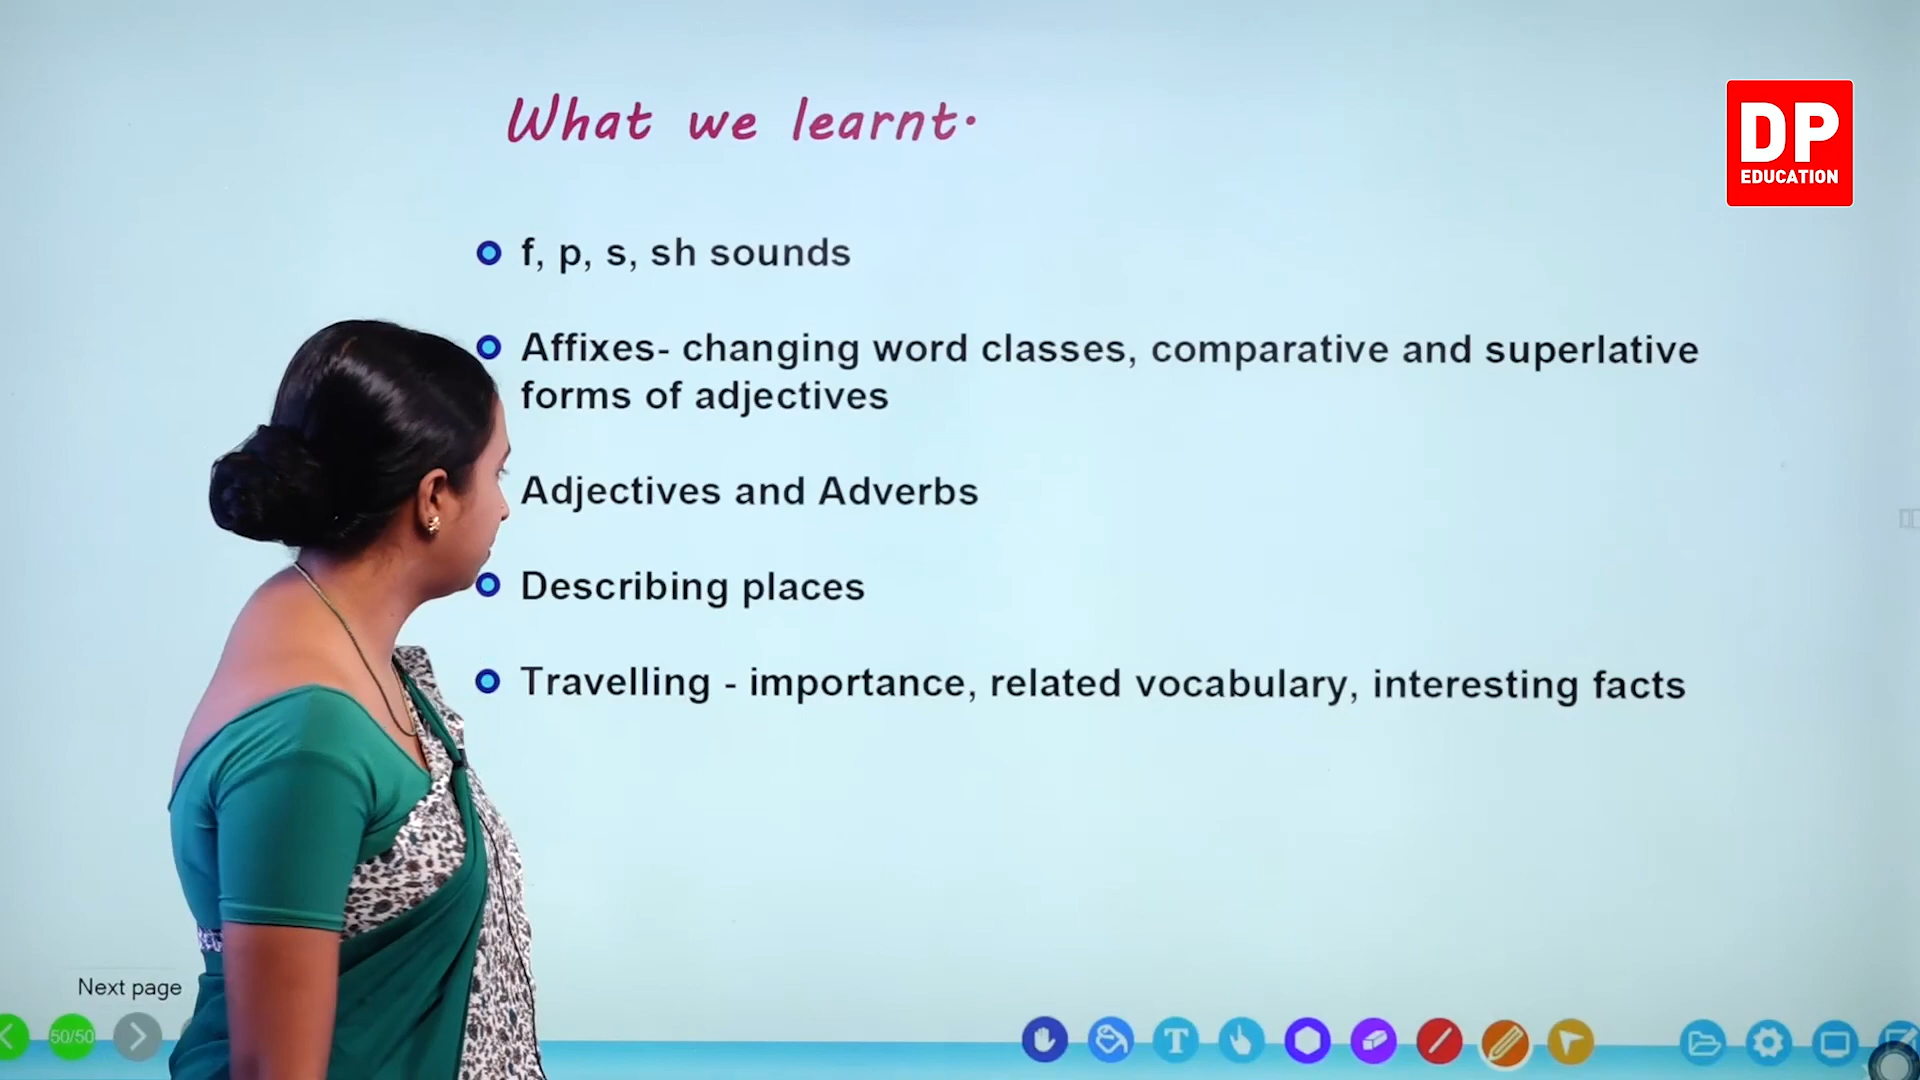 What we learnt.
DP
EDUCATION
f, p, s, sh sounds
Affixes- changing word classes, comparative and superlative
forms of adjectives
Adjectives and Adverbs
Describing places
Travelling - importance, related vocabulary, interesting facts
Next page
50/50
T